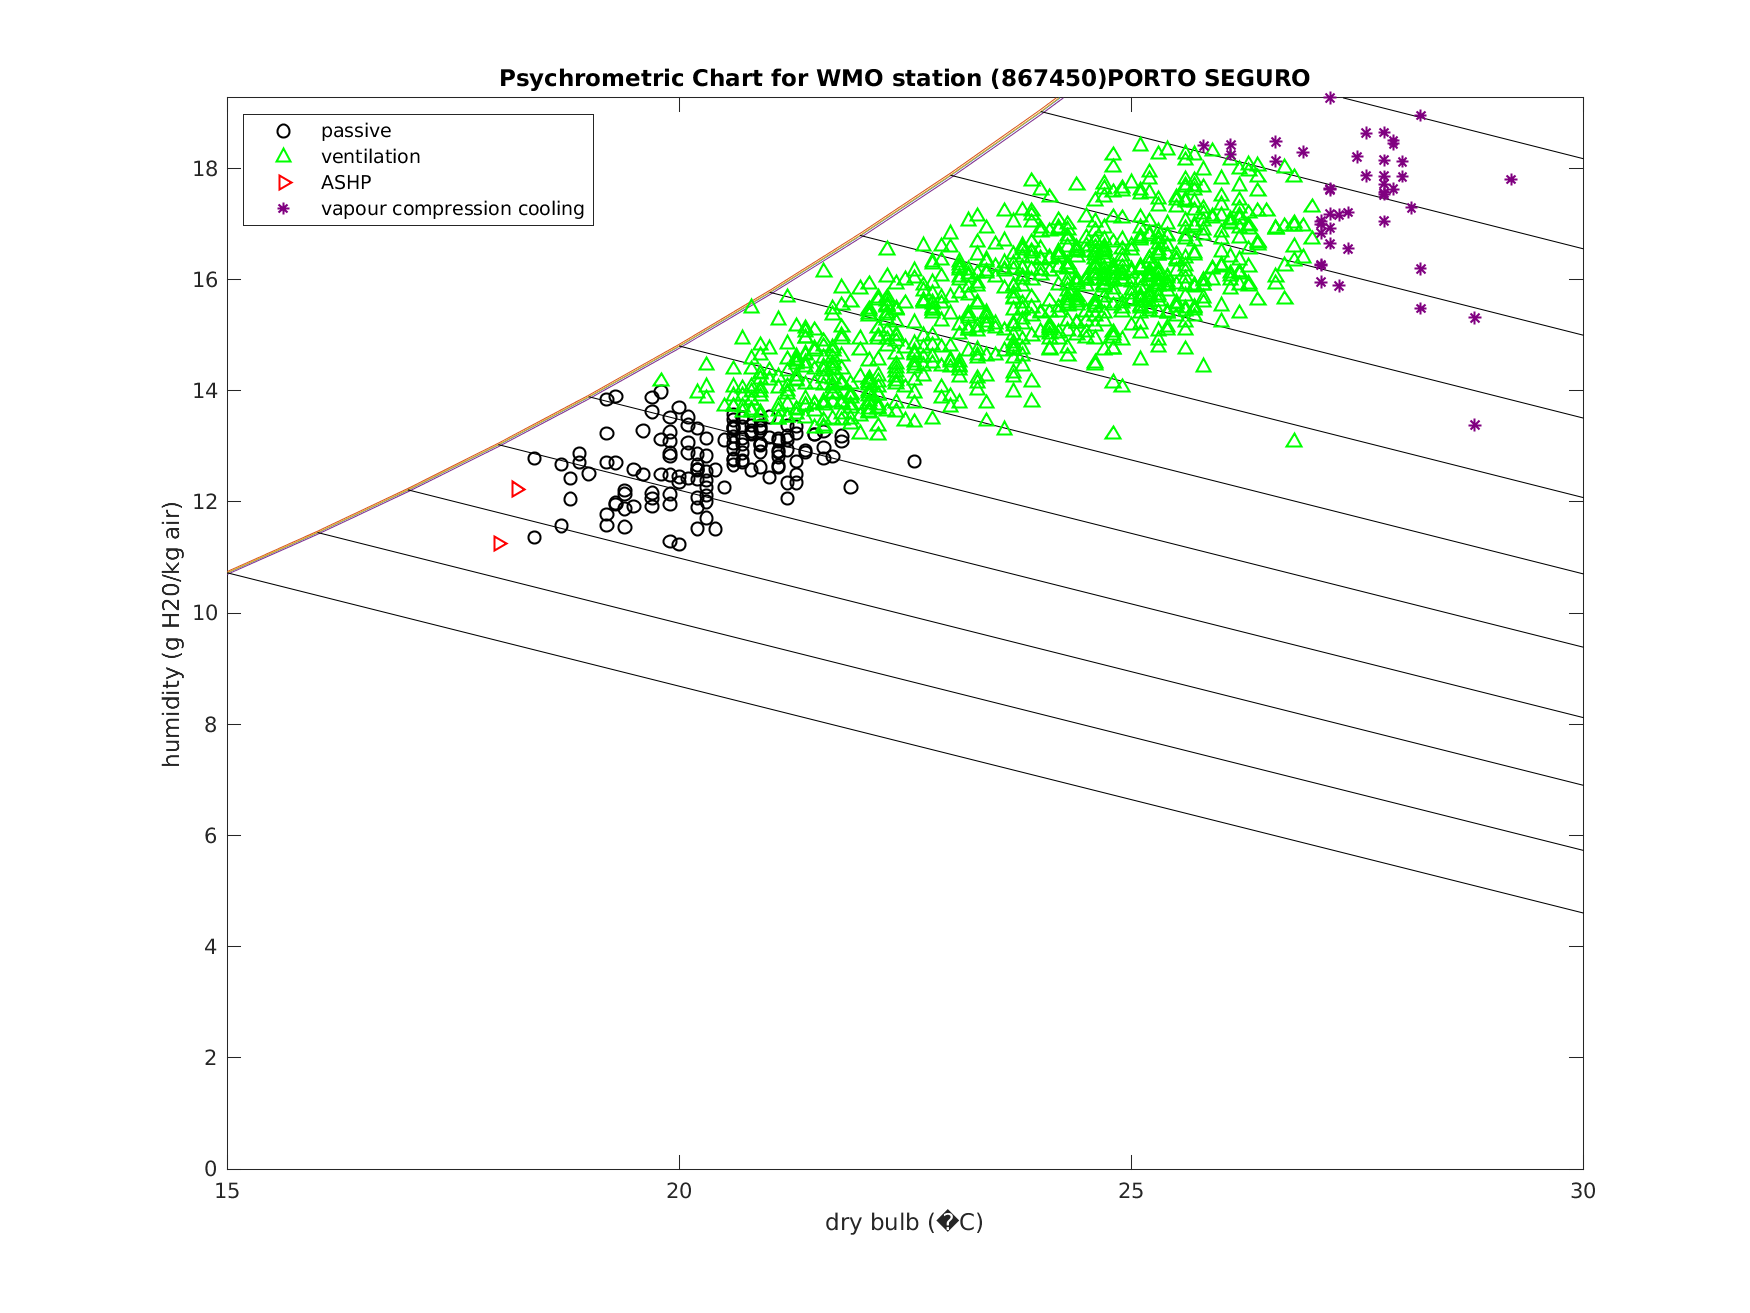 Psychrometric Chart for WMO station (867450)PORTO SEGURO
passive
ventilation
ASHP
vapour compression cooling
humidity (g H20/kg air)
18
16
14
12
10
8
6
4
2
0
15
20
25
30
dry bulb (�C)